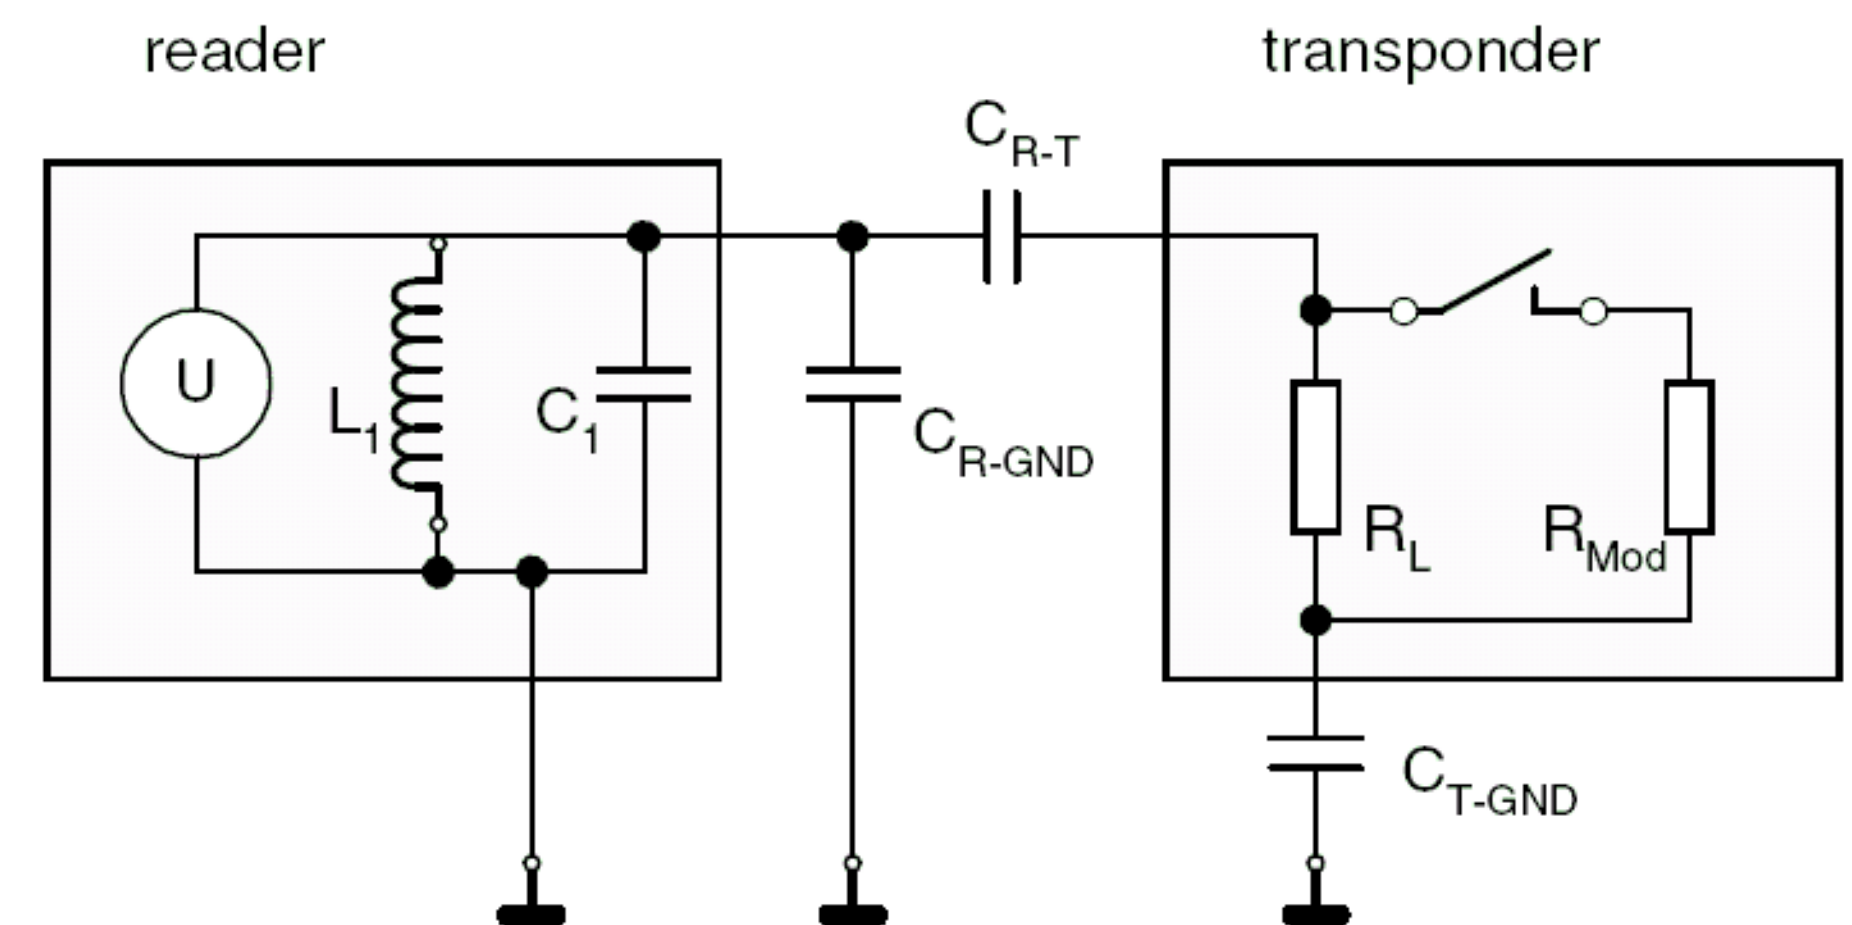 reader
transponder
C_R-T
U
L_1
C_1
C_R-GND
R_L
R_Mod
C_T-GND